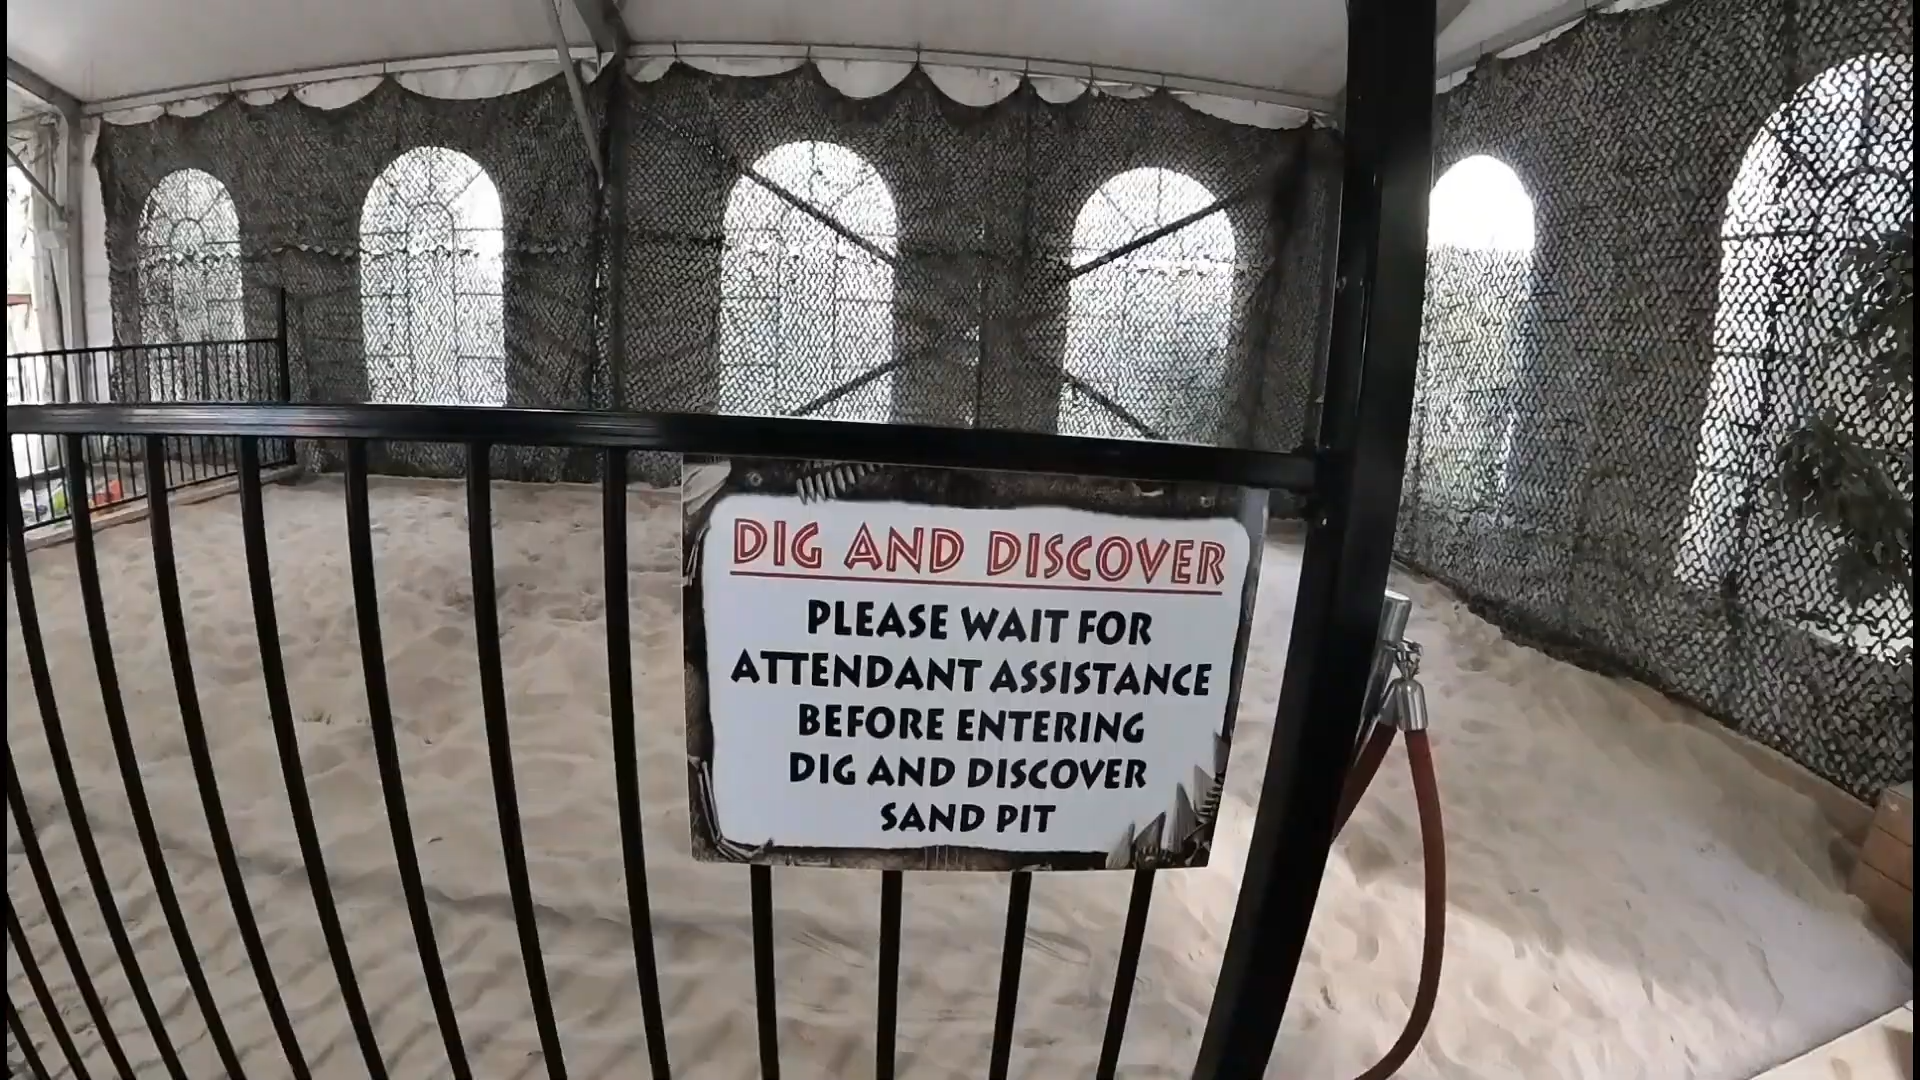 DIG AND DISCOVER
PLEASE WAIT FOR
ATTENDANT ASSISTANCE
BEFORE ENTERING
DIG AND DISCOVER
SAND PIT